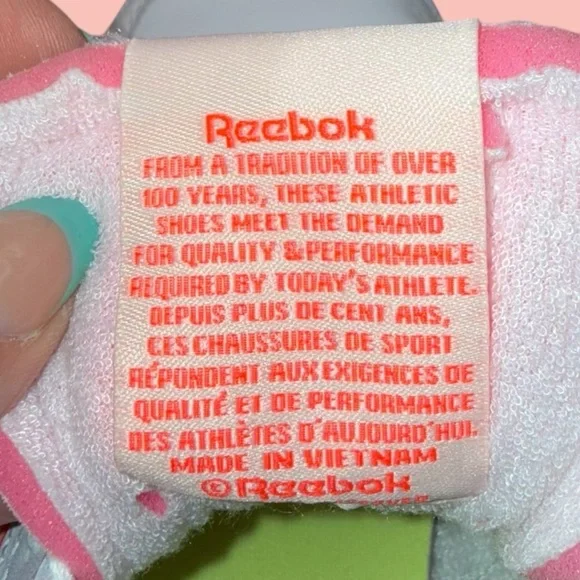 Reebok
FROM A TRADITION OF OVER
100 YEARS, THESE ATHLETIC
SHOES MEET THE DEMAND
FOR QUALITY & PERFORMANCE
REQUIRED BY TODAY'S ATHLETE.
DEPUIS PLUS DE CENT ANS,
CES CHAUSSURES DE SPORT
RÉPONDENT AUX EXIGENCES DE
QUALITÉ ET DE PERFORMANCE
DES ATHLÈTES D'AUJOURD'HUI.
MADE IN VIETNAM
©Reebok